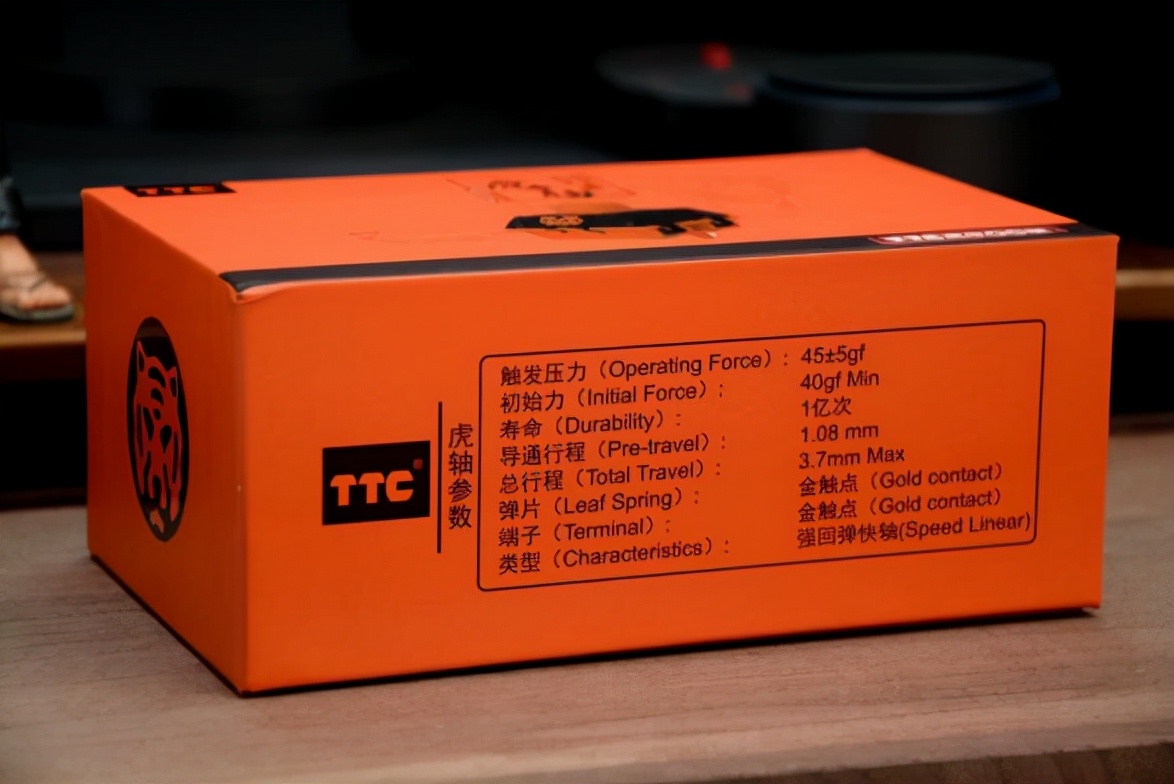 TTC
TTC
虎轴参数
触发压力（Operating Force）: 45±5gf
初始力（Initial Force）: 40gf Min
寿命（Durability）: 1亿次
导通行程（Pre-travel）: 1.08 mm
总行程（Total Travel）: 3.7mm Max
弹片（Leaf Spring）: 金触点（Gold contact）
端子（Terminal）: 金触点（Gold contact）
类型（Characteristics）: 强回弹快轴(Speed Linear)